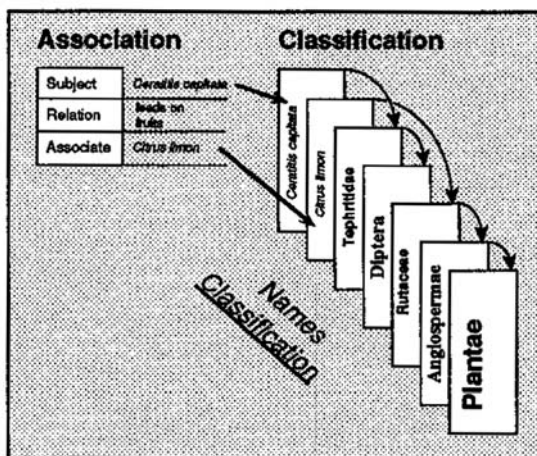 Association
Classification
Subject
Ceratitis capitata
Relation
feeds on
fruits
Associate
Citrus limon
Ceratitis capitata
Citrus limon
Tephritidae
Diptera
Rutaceae
Angiospermae
Plantae
Names
Classification